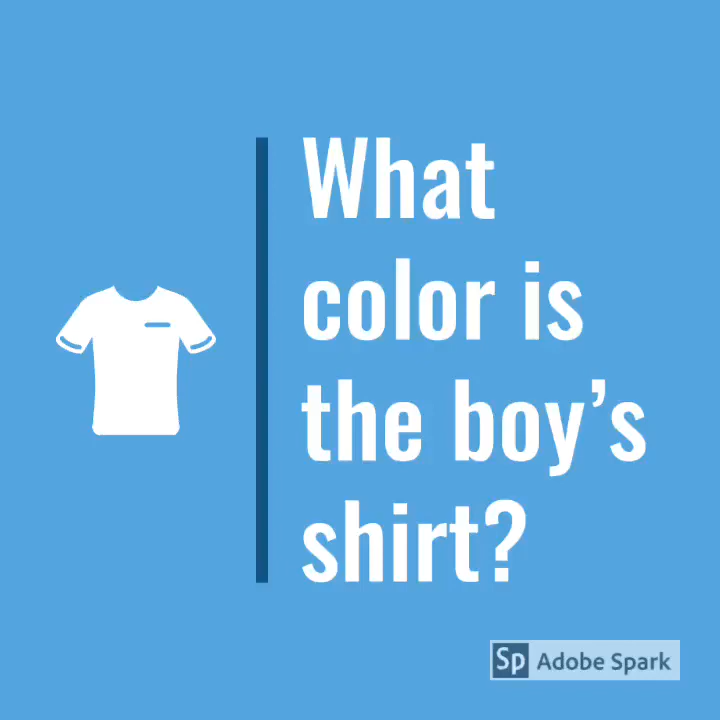 What
color is
the boy’s
shirt?
Sp Adobe Spark